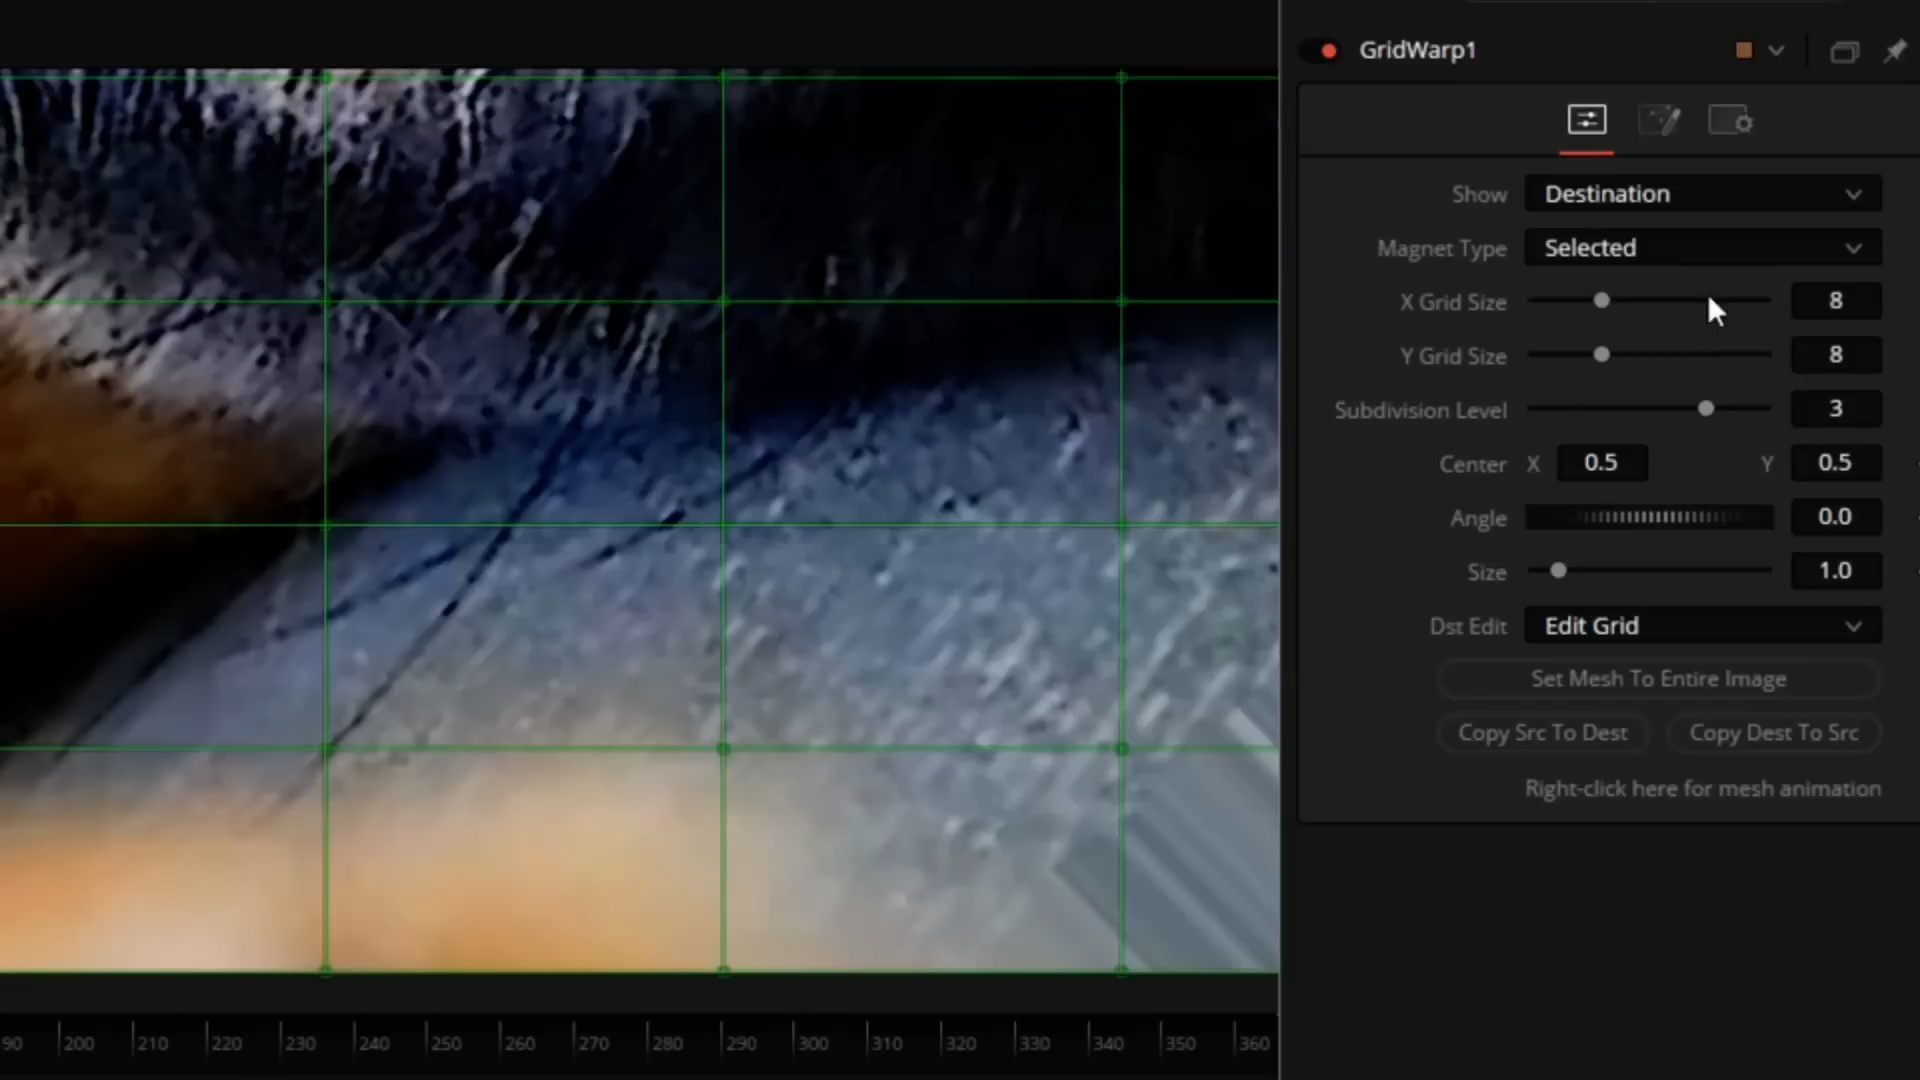 GridWarp1
Show Destination
Magnet Type Selected
X Grid Size 8
Y Grid Size 8
Subdivision Level 3
Center X 0.5 Y 0.5
Angle 0.0
Size 1.0
Dst Edit Edit Grid
Set Mesh To Entire Image
Copy Src To Dest Copy Dest To Src
Right-click here for mesh animation
90 200 210 220 230 240 250 260 270 280 290 300 310 320 330 340 350 360